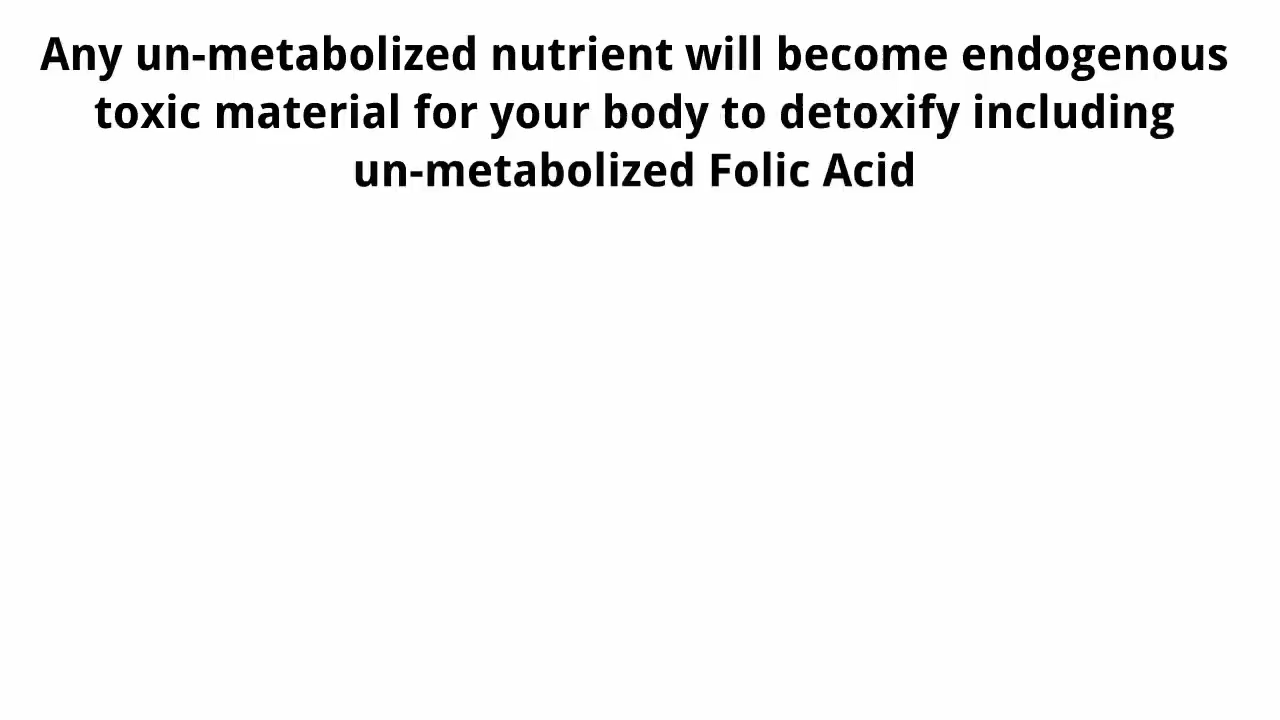 Any un-metabolized nutrient will become endogenous
toxic material for your body to detoxify including
un-metabolized Folic Acid